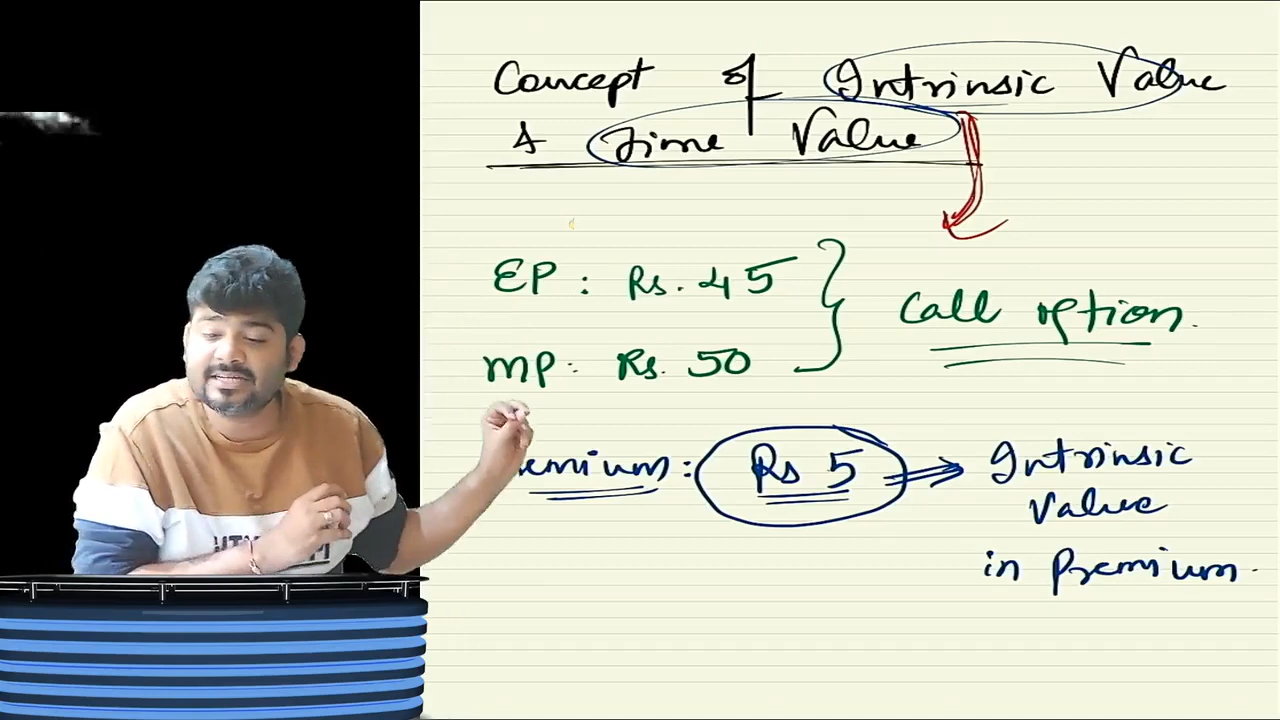 Concept of Intrinsic Value
& Time Value
EP : Rs. 45
MP : Rs. 50
Call option.
emium : Rs 5 ⇒ Intrinsic
Value
in Premium.